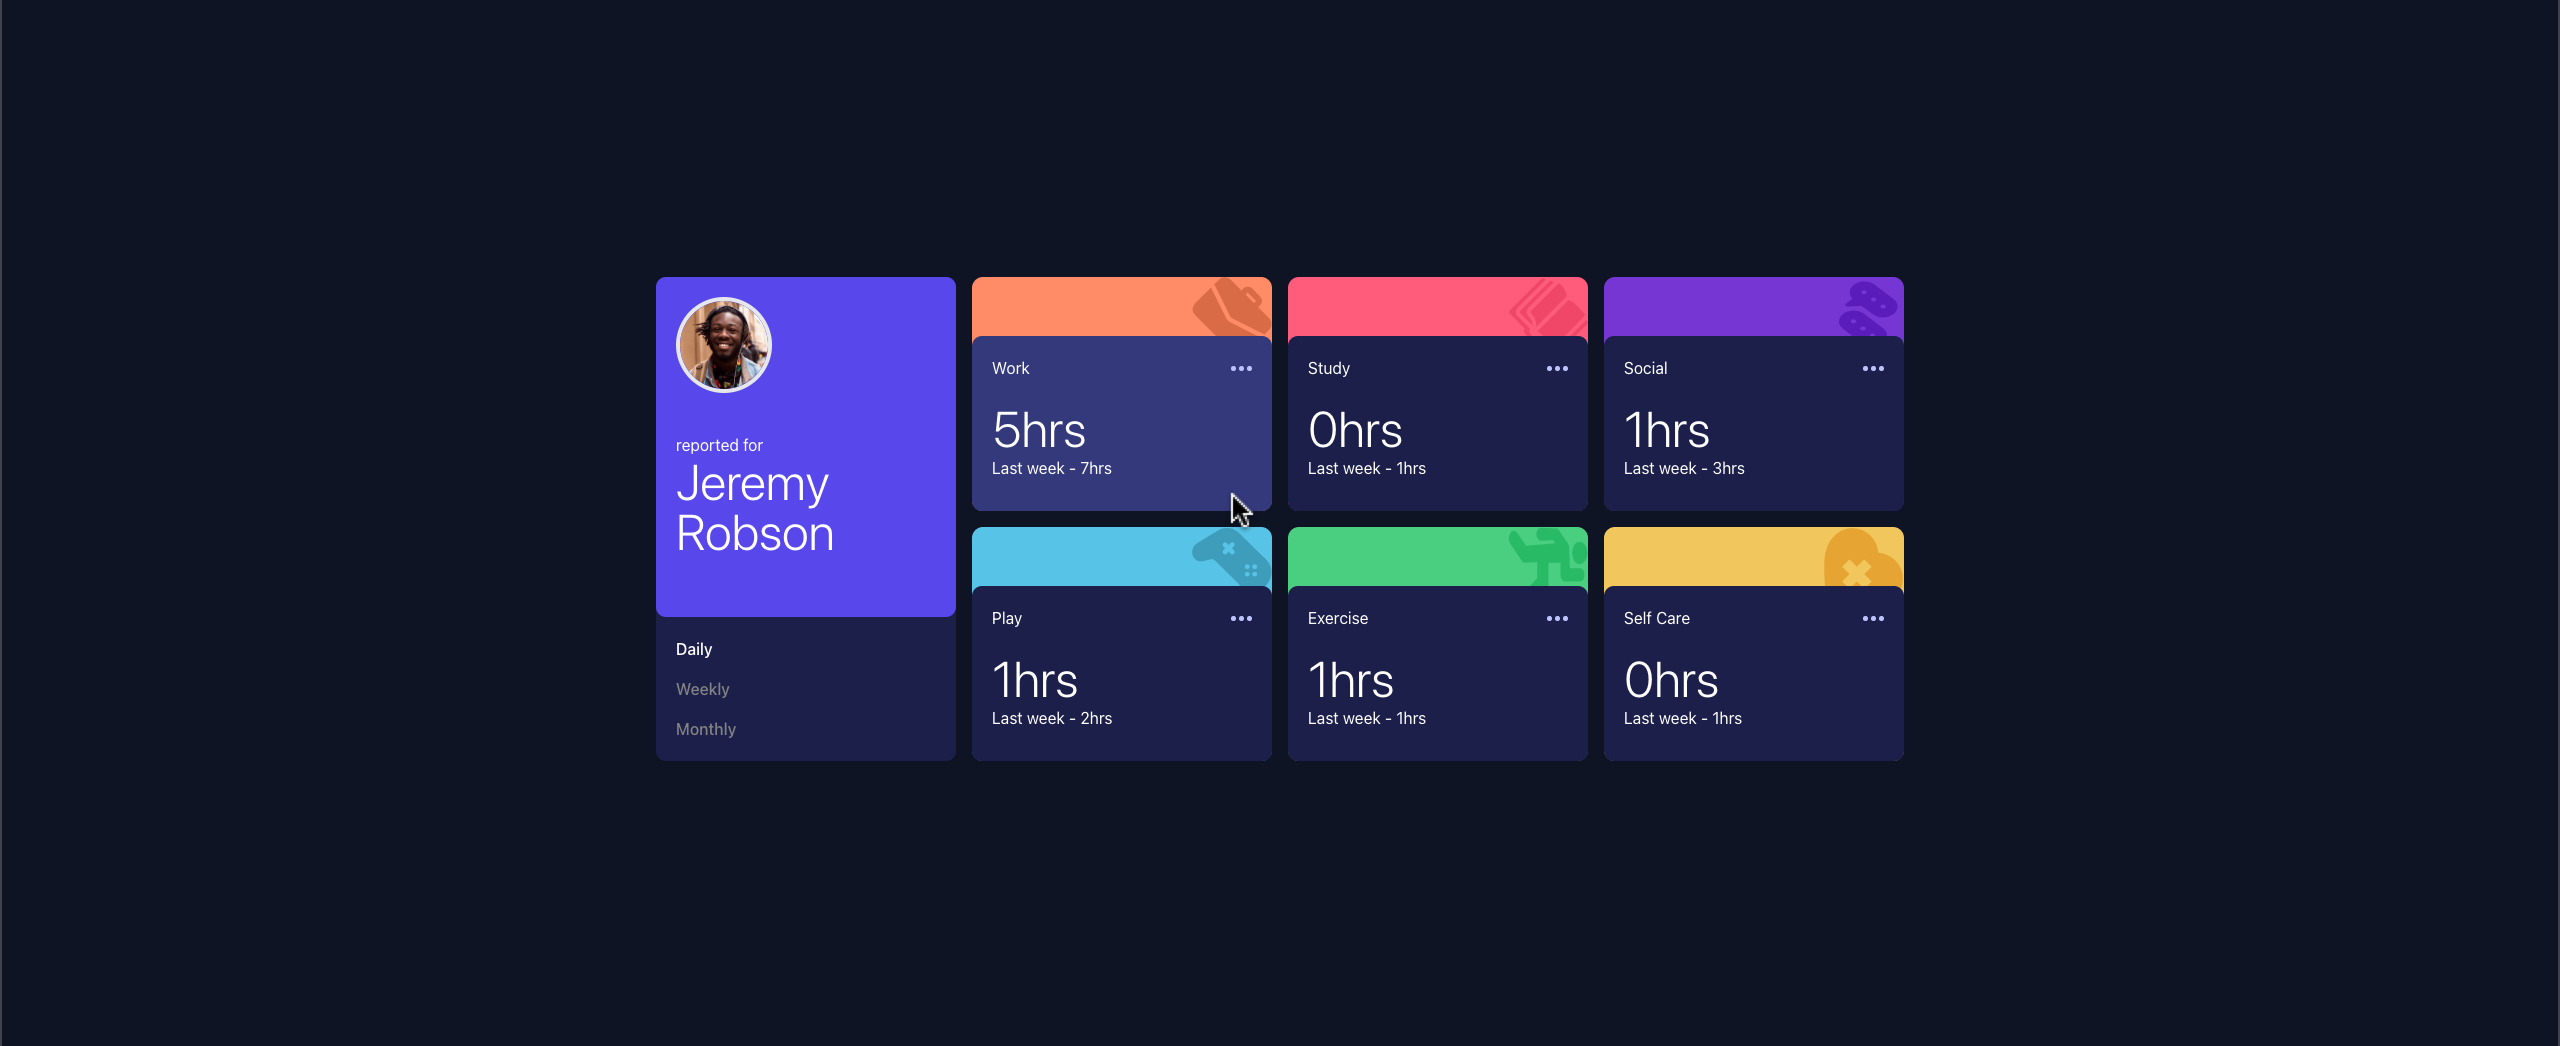 reported for
Jeremy
Robson
Daily
Weekly
Monthly
Work
5hrs
Last week - 7hrs
Study
0hrs
Last week - 1hrs
Social
1hrs
Last week - 3hrs
Play
1hrs
Last week - 2hrs
Exercise
1hrs
Last week - 1hrs
Self Care
0hrs
Last week - 1hrs